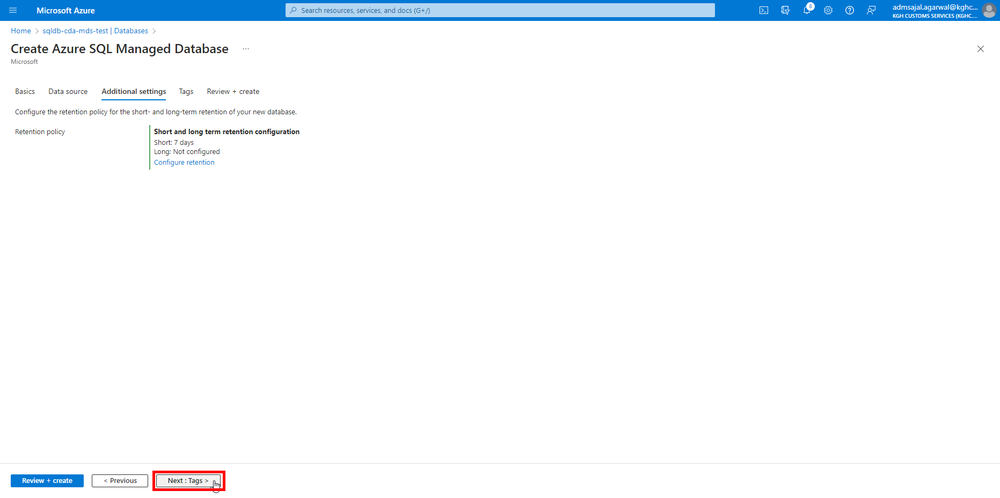 Microsoft Azure
Search resources, services, and docs (G+/)
8
admsajal.agarwal@kghc...
KGH CUSTOMS SERVICES (KGHC....
Home > sqldb-cda-mds-test | Databases >
Create Azure SQL Managed Database ...
Microsoft
Basics Data source Additional settings Tags Review + create
Configure the retention policy for the short- and long-term retention of your new database.
Retention policy
Short and long term retention configuration
Short: 7 days
Long: Not configured
Configure retention
Review + create
< Previous
Next : Tags >